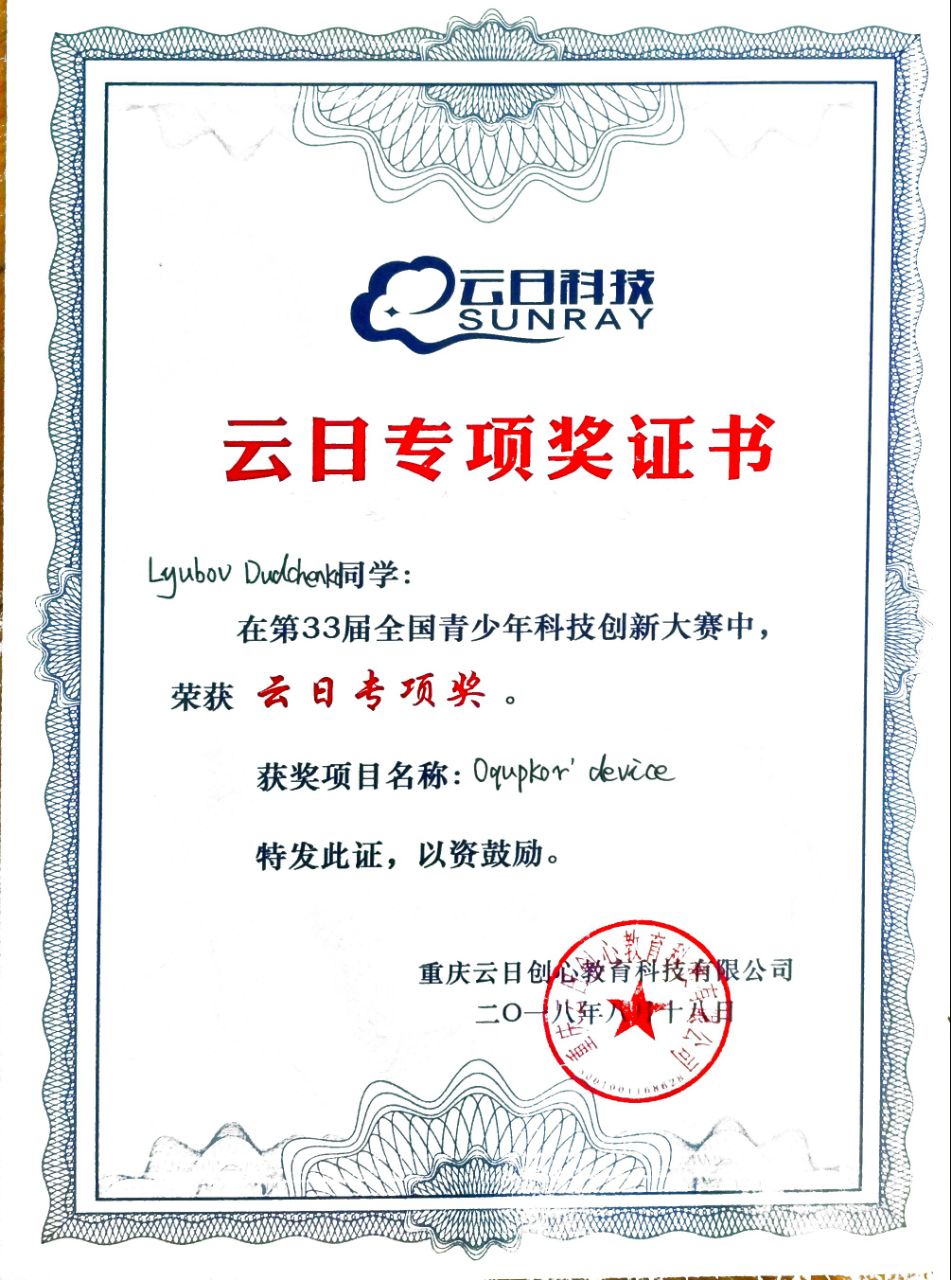 云日科技
SUNRAY
云日专项奖证书
Lyubov Dudchenko同学：
在第33届全国青少年科技创新大赛中，
荣获 云日专项奖 。
获奖项目名称：Oqupkor' device
特发此证，以资鼓励。
重庆云日创心教育科技有限公司
二〇一八年八月十八日
重庆云日创心教育科技有限公司